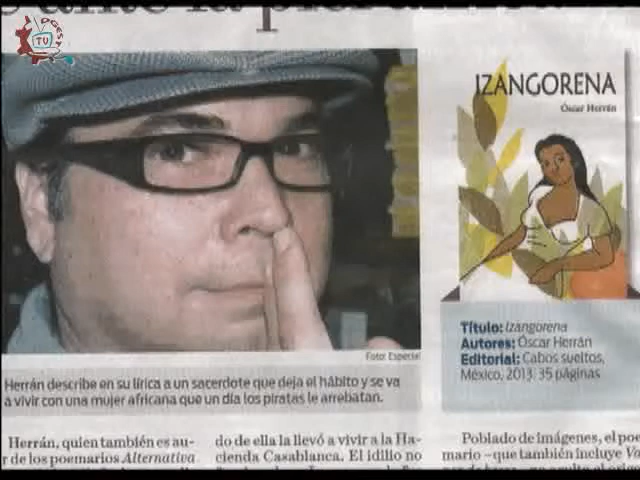 POESÍA
TV
IZANGORENA
Óscar Herrán
Título: Izangorena
Autores: Óscar Herrán
Editorial: Cabos sueltos,
México, 2013. 35 páginas
Foto: Especial
Herrán describe en su lírica a un sacerdote que deja el hábito y se va
a vivir con una mujer africana que un día los piratas le arrebatan.
Herrán, quien también es au-
r de los poemarios Alternativa
do de ella la llevó a vivir a la Ha-
cienda Casablanca. El idilio no
Poblado de imágenes, el poe-
mario –que también incluye